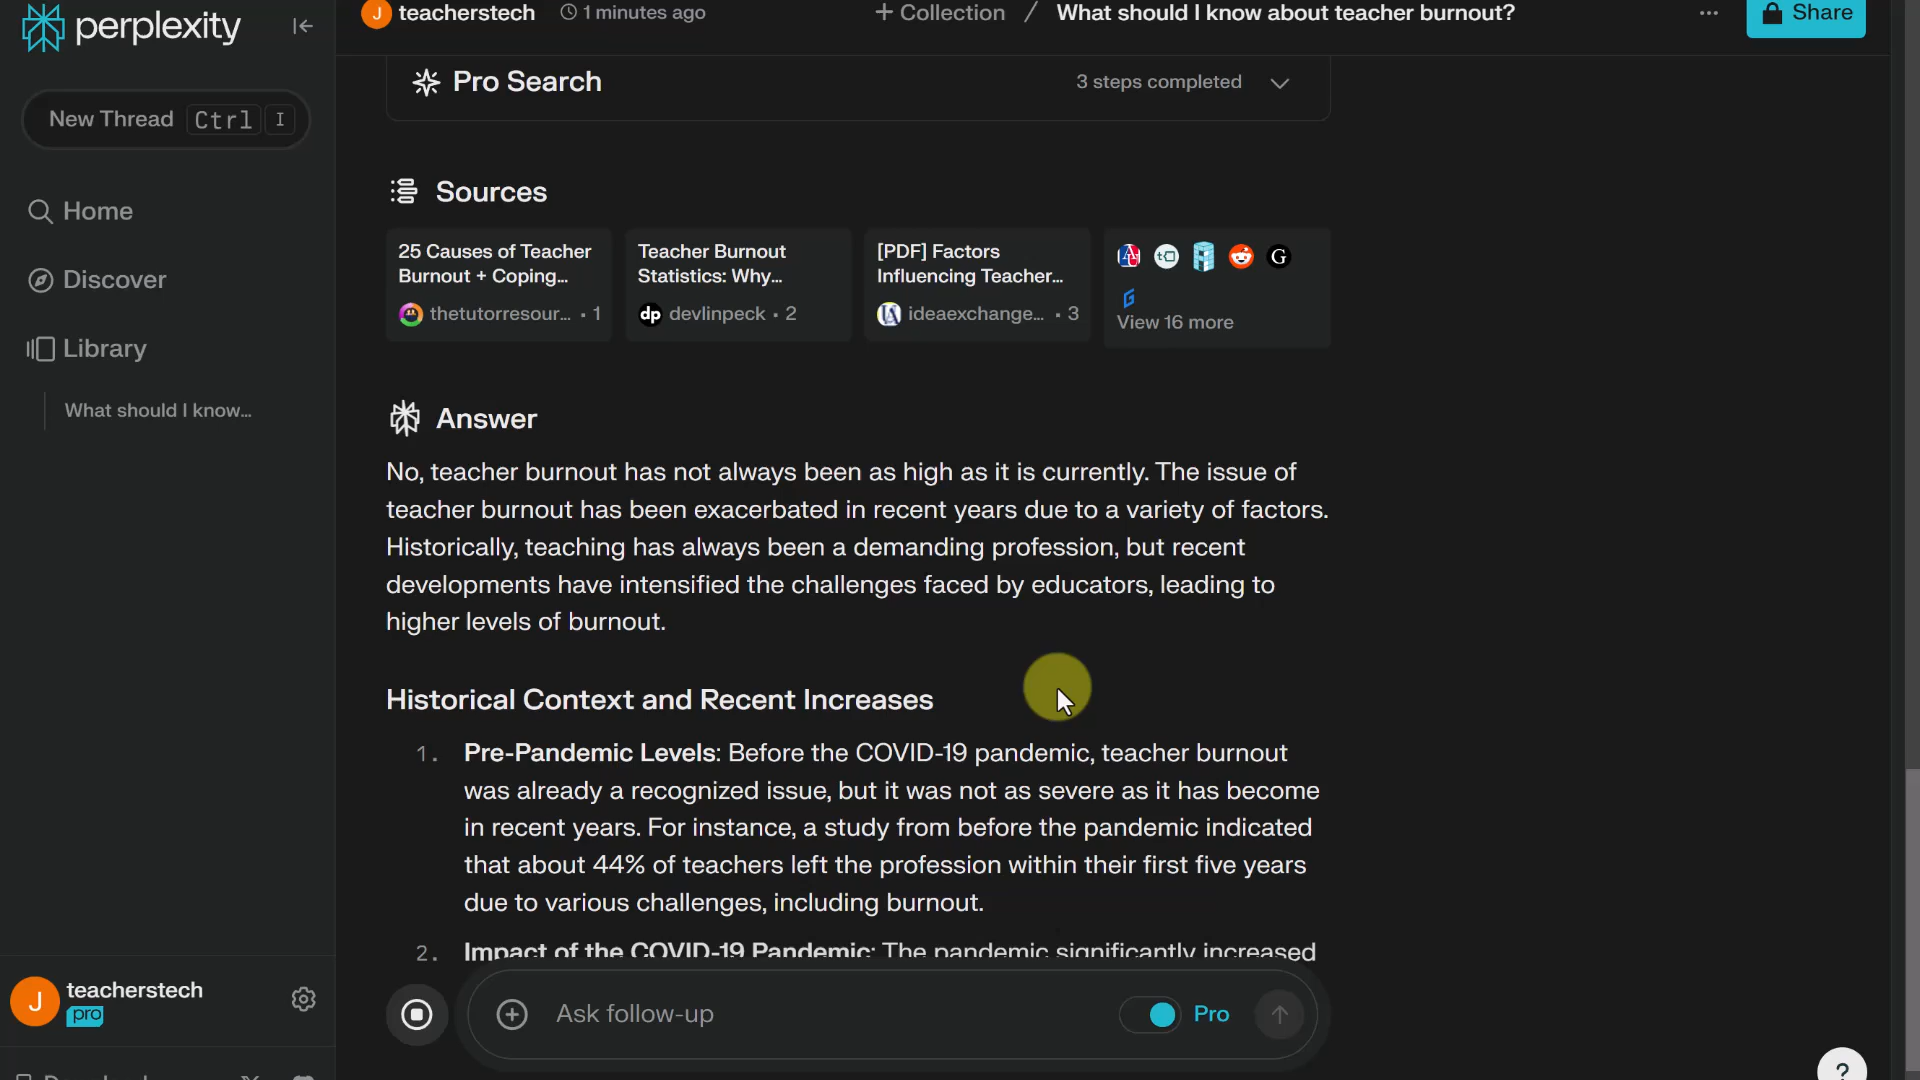 perplexity
New Thread Ctrl I
Home
Discover
Library
What should I know...
J teacherstech
pro
J teacherstech 1 minutes ago
+ Collection / What should I know about teacher burnout?
... Share
Pro Search 3 steps completed
Sources
25 Causes of Teacher
Burnout + Coping...
thetutorresour... · 1
Teacher Burnout
Statistics: Why...
dp devlinpeck · 2
[PDF] Factors
Influencing Teacher...
ideaexchange... · 3
G
View 16 more
Answer
No, teacher burnout has not always been as high as it is currently. The issue of
teacher burnout has been exacerbated in recent years due to a variety of factors.
Historically, teaching has always been a demanding profession, but recent
developments have intensified the challenges faced by educators, leading to
higher levels of burnout.
Historical Context and Recent Increases
1. Pre-Pandemic Levels: Before the COVID-19 pandemic, teacher burnout
was already a recognized issue, but it was not as severe as it has become
in recent years. For instance, a study from before the pandemic indicated
that about 44% of teachers left the profession within their first five years
due to various challenges, including burnout.
2. Impact of the COVID-19 Pandemic: The pandemic significantly increased
Ask follow-up Pro
?